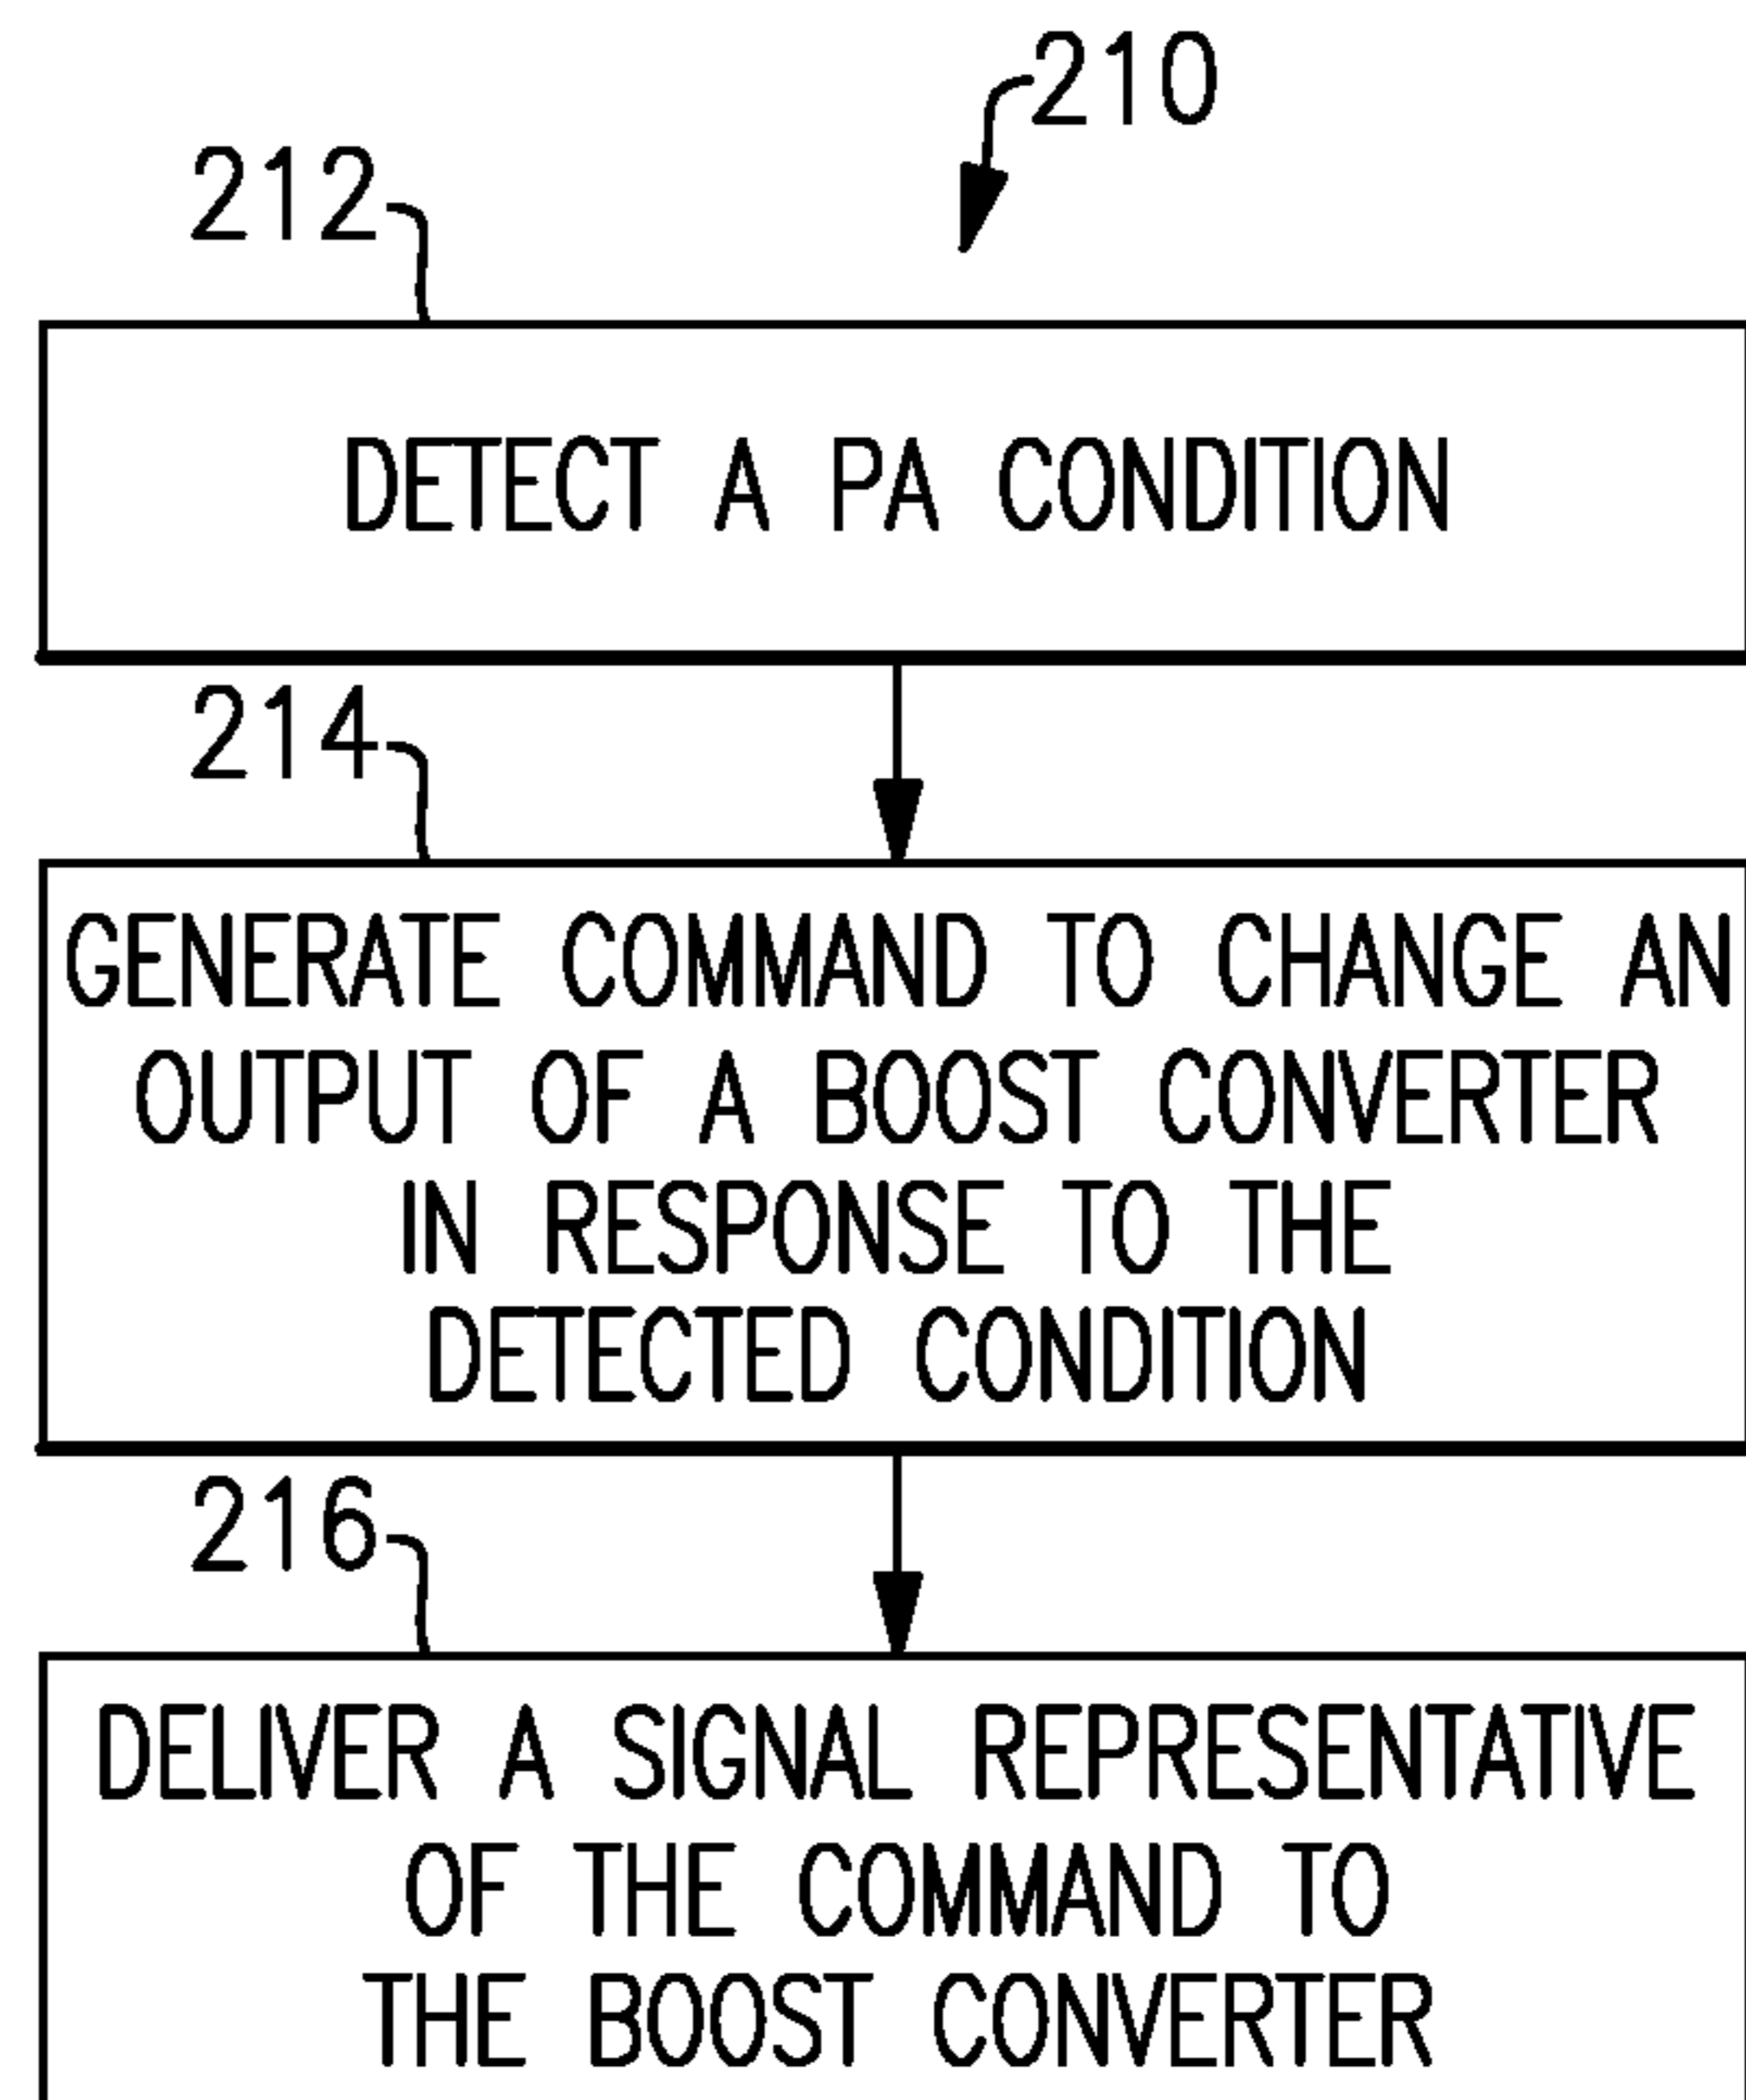 210
212
DETECT A PA CONDITION
214
GENERATE COMMAND TO CHANGE AN
OUTPUT OF A BOOST CONVERTER
IN RESPONSE TO THE
DETECTED CONDITION
216
DELIVER A SIGNAL REPRESENTATIVE
OF THE COMMAND TO
THE BOOST CONVERTER